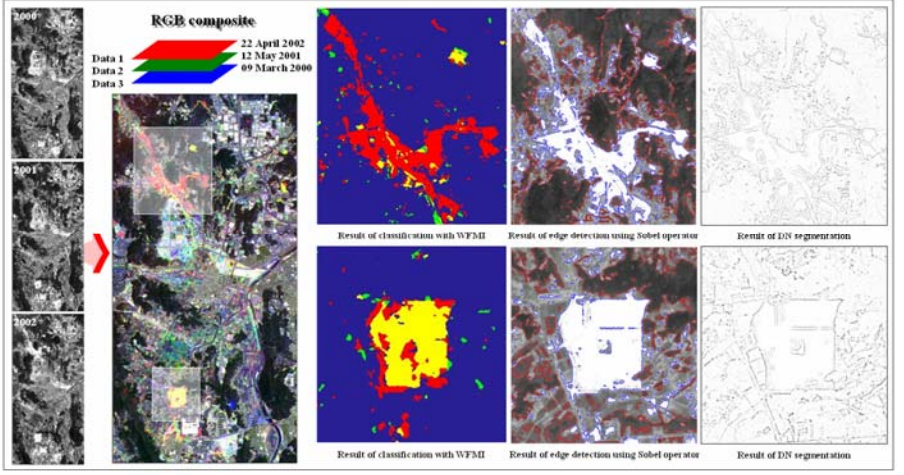 2000
RGB composite
22 April 2002
12 May 2001
09 March 2000
Data 1
Data 2
Data 3
2001
2002
Result of classification with WFMI
Result of edge detection using Sobel operator
Result of DN segmentation
Result of classification with WFMI
Result of edge detection using Sobel operator
Result of DN segmentation